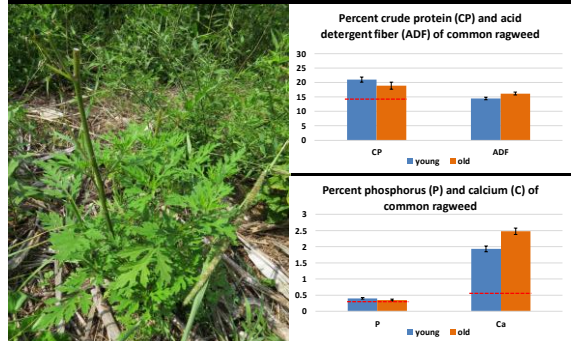 Percent crude protein (CP) and acid
detergent fiber (ADF) of common ragweed
30
25
20
15
10
5
0
CP ADF
young old
Percent phosphorus (P) and calcium (C) of
common ragweed
3
2.5
2
1.5
1
0.5
0
P Ca
young old